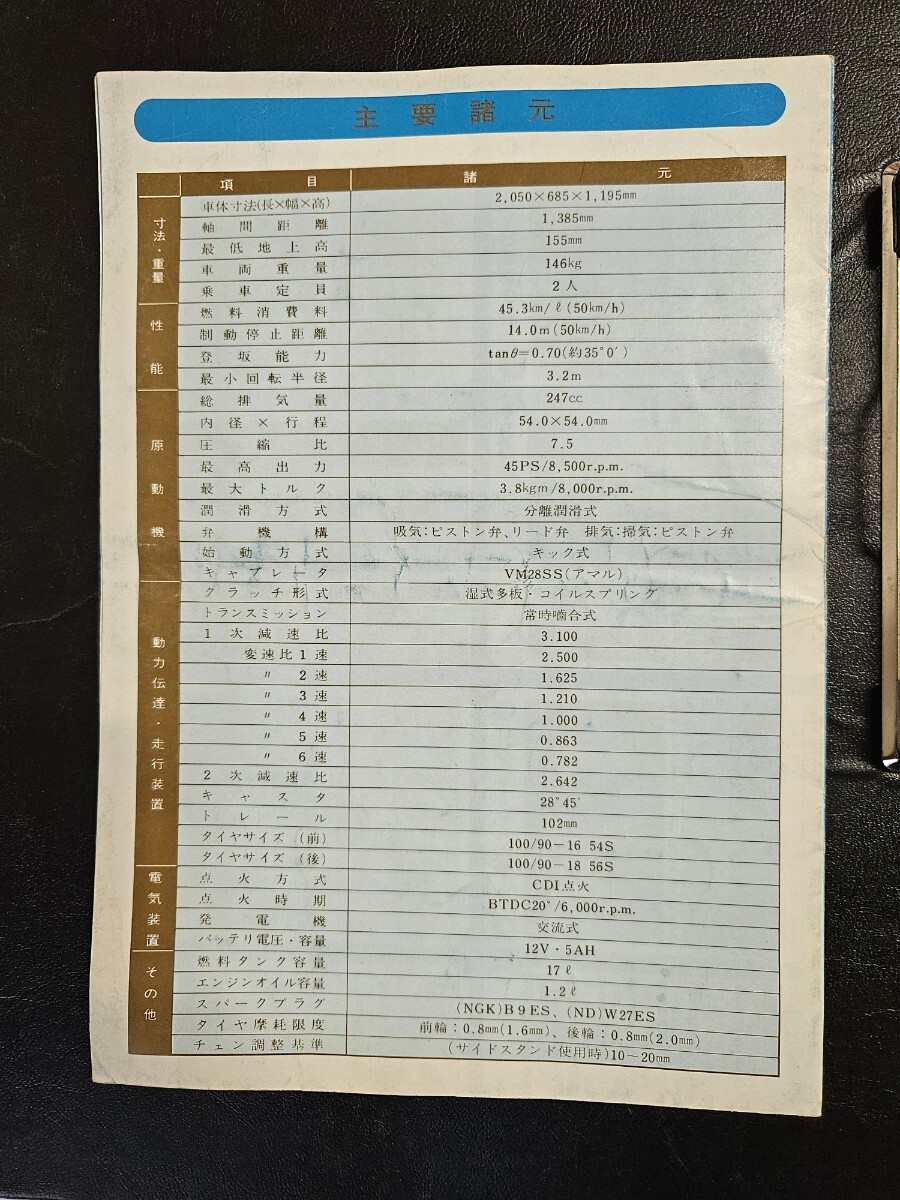 主要諸元
項目 諸元
寸法・重量
車体寸法(長×幅×高) 2,050×685×1,195mm
軸間距離 1,385mm
最低地上高 155mm
車両重量 146kg
乗車定員 2人
性能
燃料消費料 45.3km/ℓ(50km/h)
制動停止距離 14.0m(50km/h)
登坂能力 tanθ=0.70(約35°0′)
最小回転半径 3.2m
原動機
総排気量 247cc
内径×行程 54.0×54.0mm
圧縮比 7.5
最高出力 45PS/8,500r.p.m.
最大トルク 3.8kgm/8,000r.p.m.
潤滑方式 分離潤滑式
弁機構 吸気:ピストン弁、リード弁 排気:掃気:ピストン弁
始動方式 キック式
キャブレータ VM28SS(アマル)
動力伝達・走行装置
クラッチ形式 湿式多板・コイルスプリング
トランスミッション 常時嚙合式
1次減速比 3.100
変速比1速 2.500
〃 2速 1.625
〃 3速 1.210
〃 4速 1.000
〃 5速 0.863
〃 6速 0.782
2次減速比 2.642
キャスタ 28°45′
トレール 102mm
タイヤサイズ(前) 100/90-16 54S
タイヤサイズ(後) 100/90-18 56S
電気装置
点火方式 CDI点火
点火時期 BTDC20°/6,000r.p.m.
発電機 交流式
バッテリ電圧・容量 12V・5AH
その他
燃料タンク容量 17ℓ
エンジンオイル容量 1.2ℓ
スパークプラグ (NGK)B9ES、(ND)W27ES
タイヤ摩耗限度 前輪:0.8mm(1.6mm)、後輪:0.8mm(2.0mm)
チェン調整基準 (サイドスタンド使用時)10〜20mm